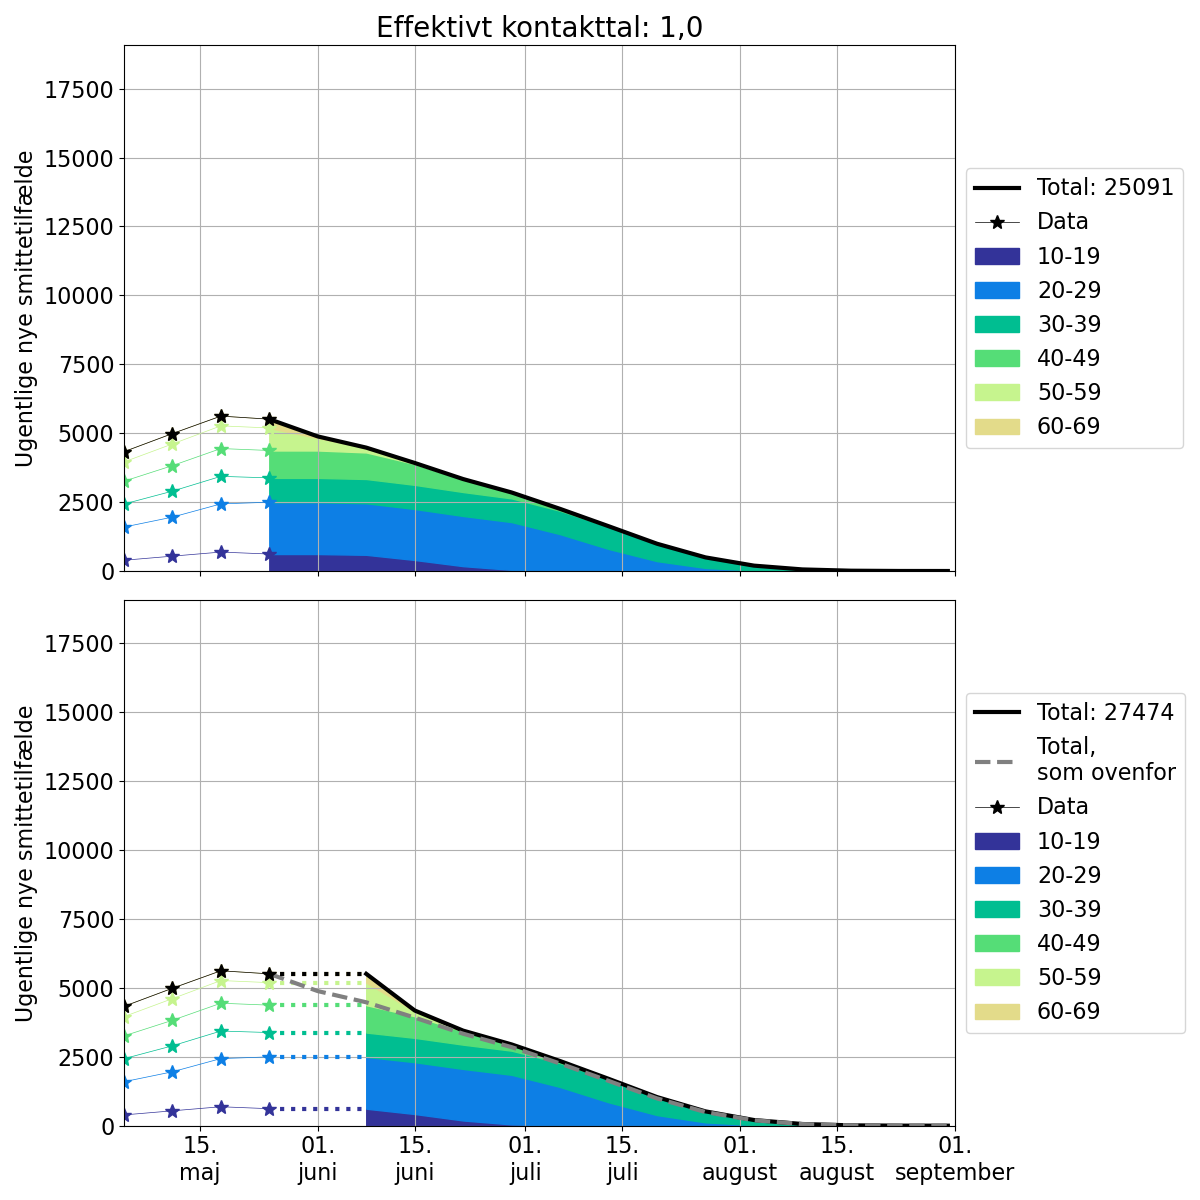 Effektivt kontakttal: 1,0
Ugentlige nye smittetilfælde
17500
15000
12500
10000
7500
5000
2500
0
Total: 25091
Data
10-19
20-29
30-39
40-49
50-59
60-69
Ugentlige nye smittetilfælde
17500
15000
12500
10000
7500
5000
2500
0
Total: 27474
Total,
som ovenfor
Data
10-19
20-29
30-39
40-49
50-59
60-69
15. 01. 15. 01. 15. 01. 15. 01.
maj juni juni juli juli august august september